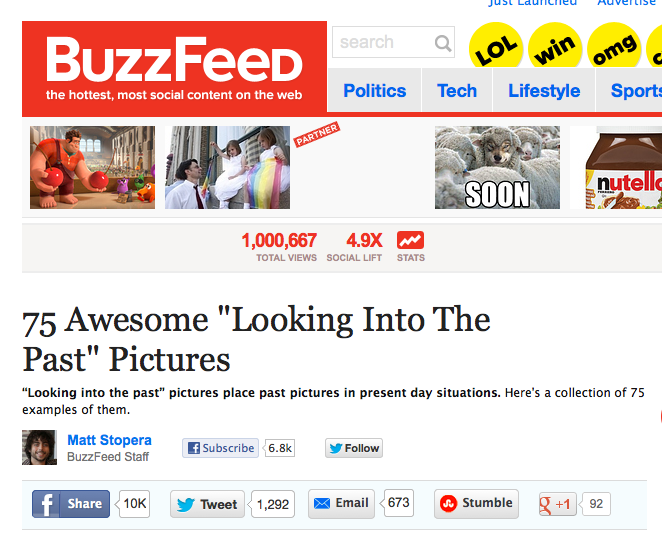 Just Launched Advertise
BuzzFeed
the hottest, most social content on the web
search
LOL
win
omg
Politics
Tech
Lifestyle
Sports
PARTNER
SOON
nutella
FERRERO
1,000,667
TOTAL VIEWS
4.9X
SOCIAL LIFT
STATS
75 Awesome "Looking Into The
Past" Pictures
“Looking into the past” pictures place past pictures in present day situations. Here's a collection of 75
examples of them.
Matt Stopera
BuzzFeed Staff
f Subscribe 6.8k
Follow
f Share 10K
Tweet 1,292
Email 673
Stumble
g +1 92